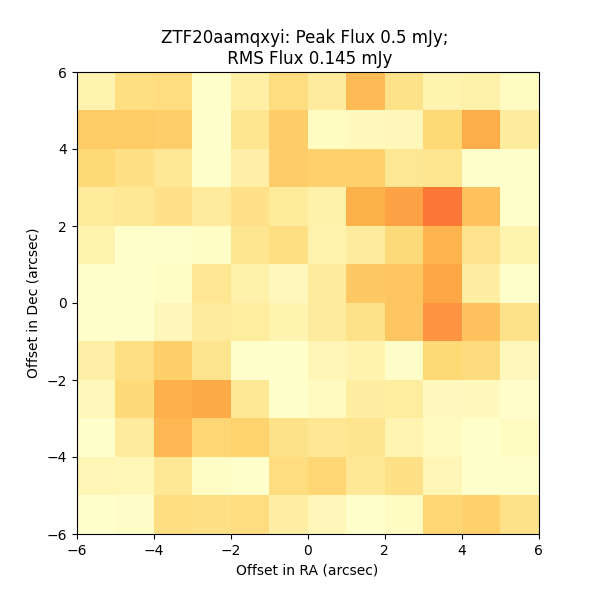 ZTF20aamqxyi: Peak Flux 0.5 mJy;
RMS Flux 0.145 mJy
6
4
2
0
−2
−4
−6
Offset in Dec (arcsec)
−6 −4 −2 0 2 4 6
Offset in RA (arcsec)